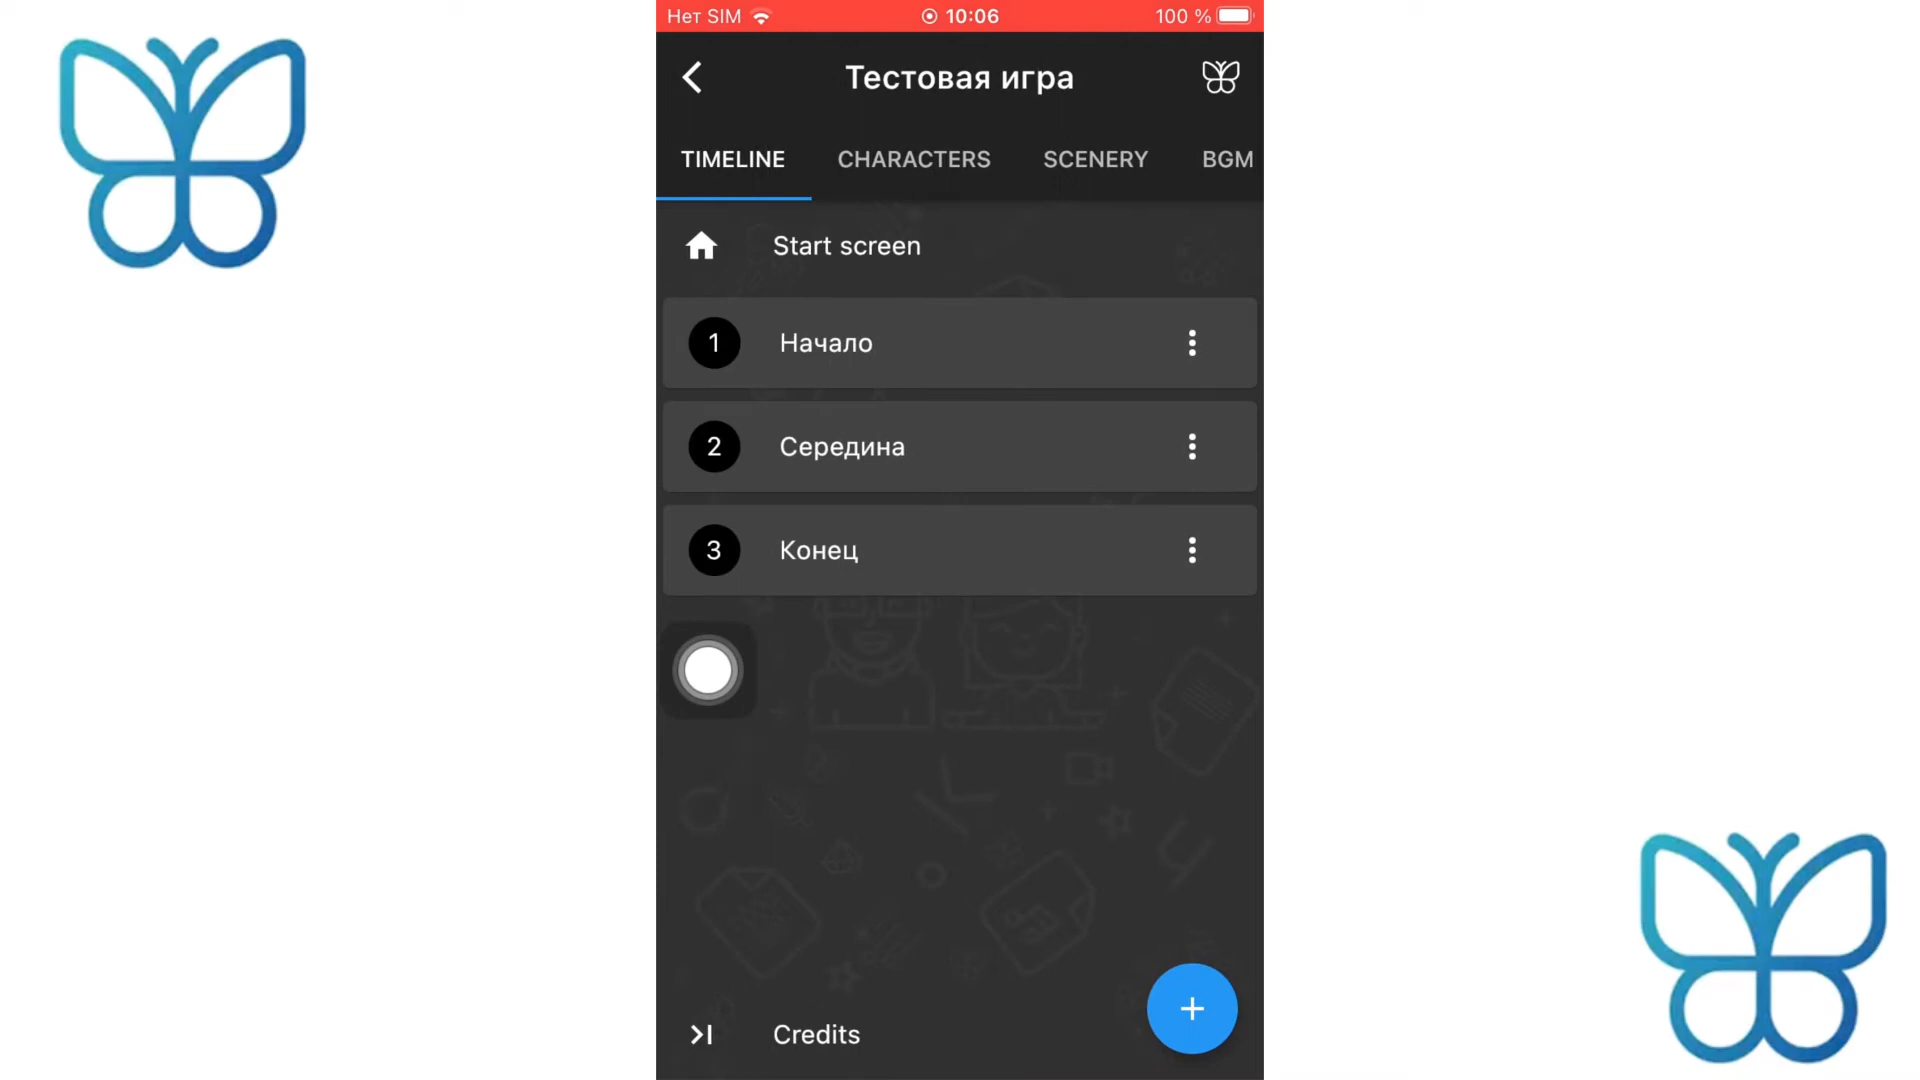 Нет SIM 10:06 100 %
Тестовая игра
TIMELINE CHARACTERS SCENERY BGM
Start screen
1 Начало
2 Середина
3 Конец
Credits